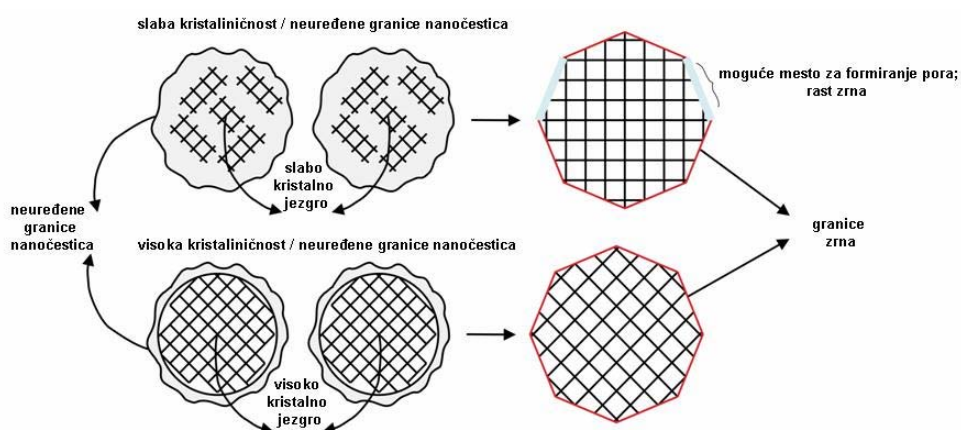 slaba kristaliničnost / neuređene granice nanočestica
moguće mesto za formiranje pora;
rast zrna
slabo
kristalno
jezgro
neuređene
granice
nanočestica
granice
zrna
visoka kristaliničnost / neuređene granice nanočestica
visoko
kristalno
jezgro